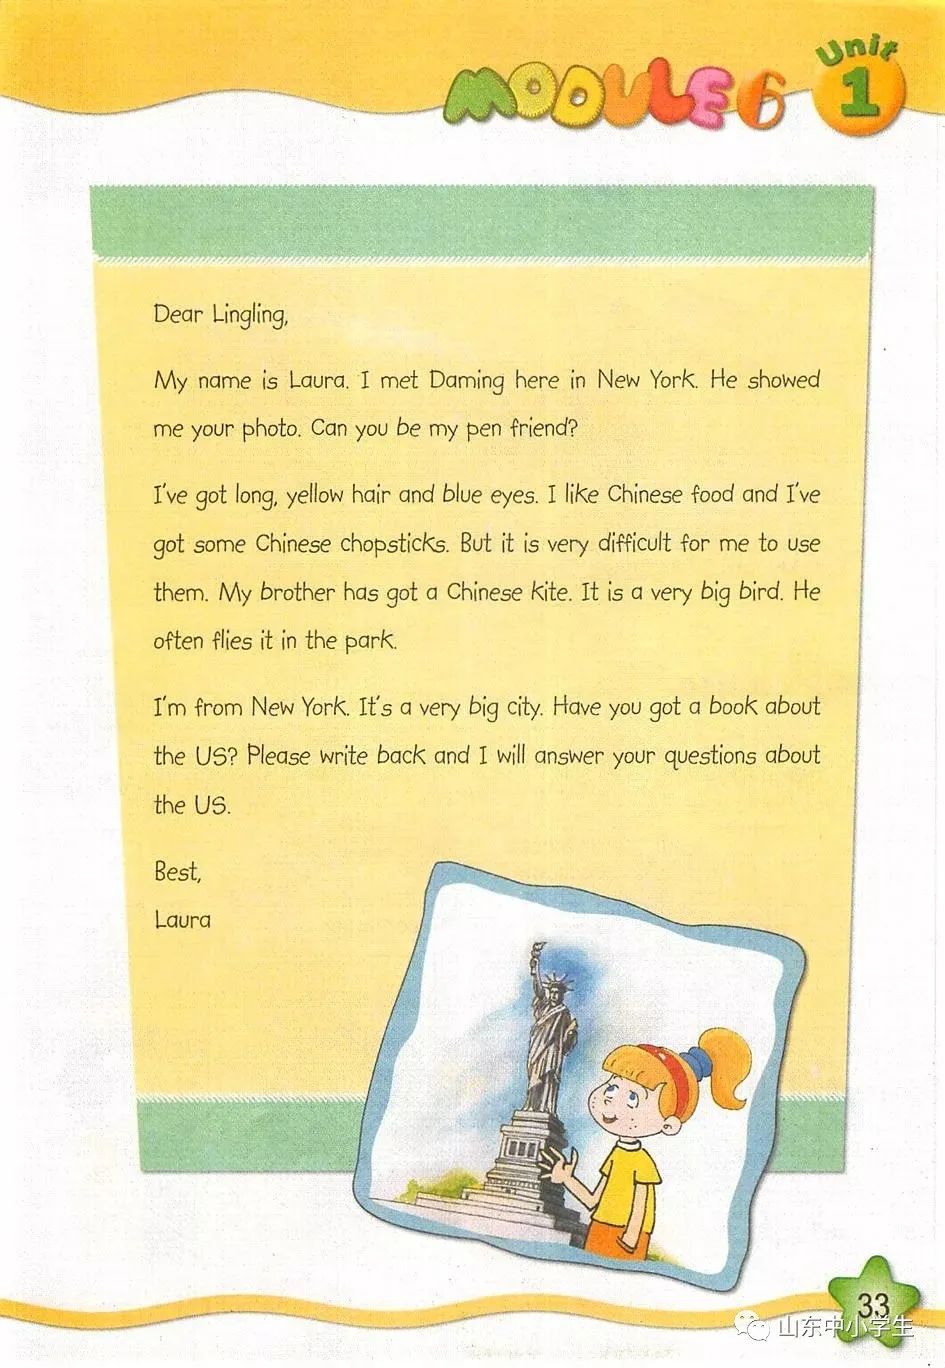 MODULE 6 Unit 1
Dear Lingling,
My name is Laura. I met Daming here in New York. He showed
me your photo. Can you be my pen friend?
I've got long, yellow hair and blue eyes. I like Chinese food and I've
got some Chinese chopsticks. But it is very difficult for me to use
them. My brother has got a Chinese kite. It is a very big bird. He
often flies it in the park.
I'm from New York. It's a very big city. Have you got a book about
the US? Please write back and I will answer your questions about
the US.
Best,
Laura
33
山东中小学生